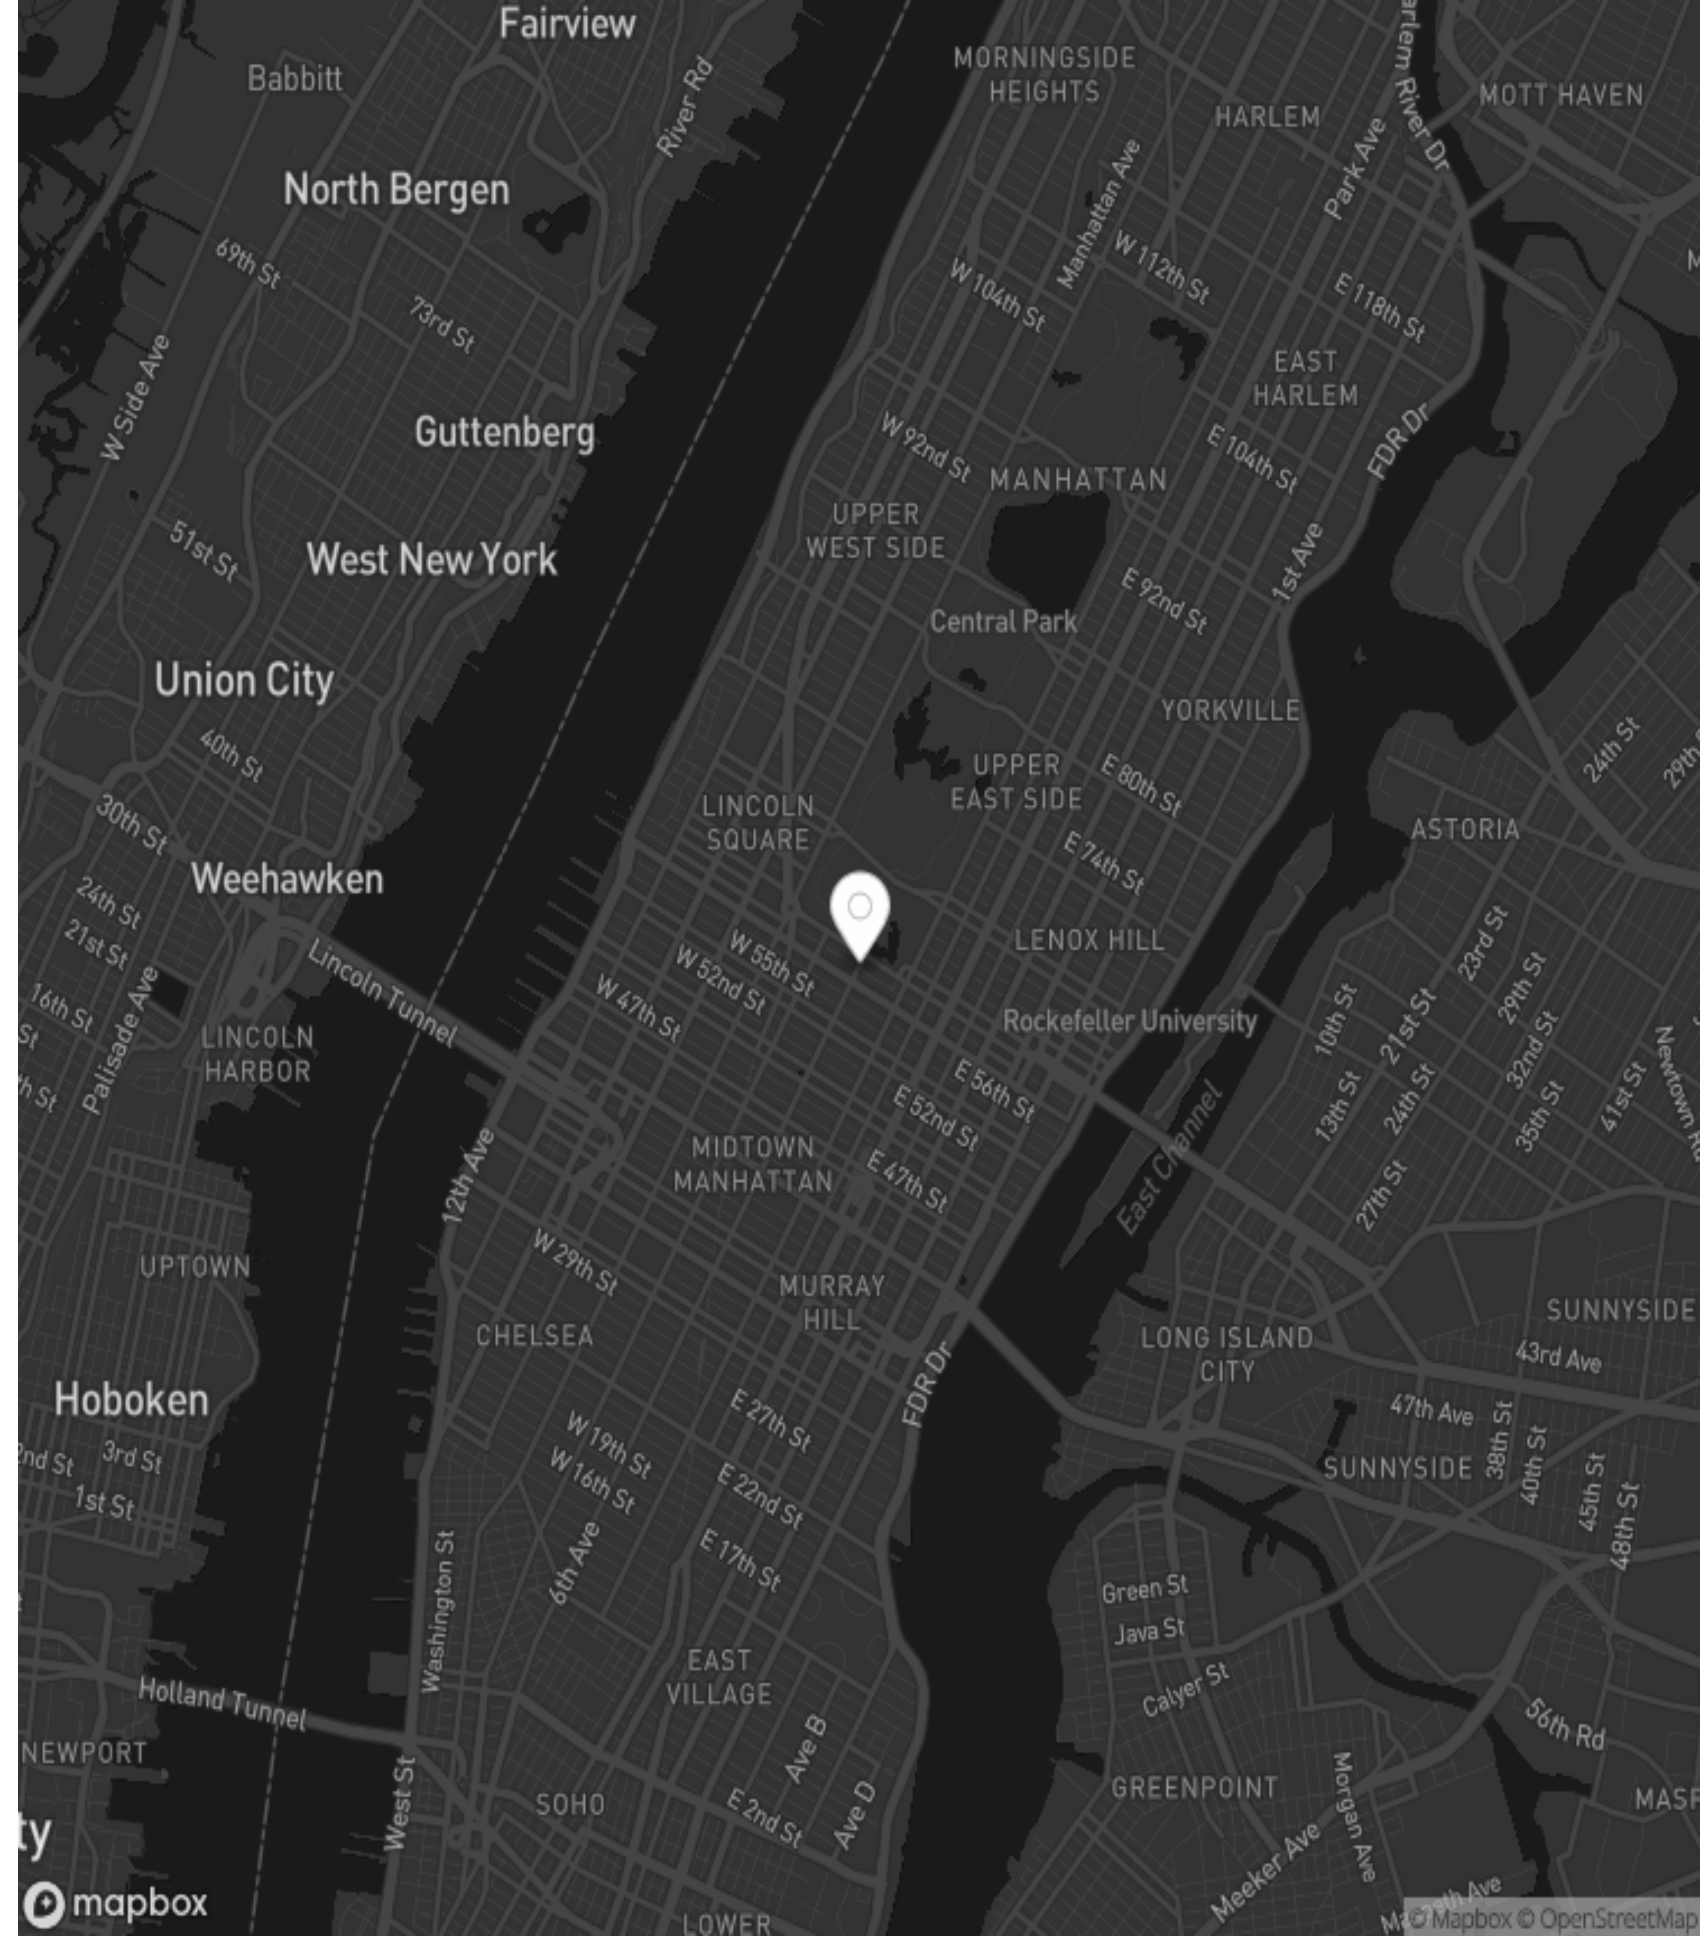 Fairview
Babbitt
MORNINGSIDE
HEIGHTS
River Rd
MOTT HAVEN
HARLEM
Park Ave
arlem River Dr
Manhattan Ave
North Bergen
69th St
W 104th St
W 112th St
E 118th St
73rd St
W Side Ave
EAST
HARLEM
FDR Dr
Guttenberg
W 92nd St
E 104th St
MANHATTAN
UPPER
WEST SIDE
51st St
West New York
1st Ave
E 92nd St
Central Park
Union City
YORKVILLE
40th St
24th St
29th
UPPER
EAST SIDE
E 80th St
LINCOLN
SQUARE
30th St
ASTORIA
E 74th St
Weehawken
24th St
21st St
LENOX HILL
23rd St
W 55th St
W 52nd St
Lincoln Tunnel
W 47th St
16th St
St
Palisade Ave
29th St
10th St
21st St
Rockefeller University
LINCOLN
HARBOR
32nd St
Newtown
th St
E 56th St
E 52nd St
13th St
24th St
35th St
41st St
East Channel
MIDTOWN
MANHATTAN
E 47th St
12th Ave
27th St
W 29th St
UPTOWN
MURRAY
HILL
SUNNYSIDE
CHELSEA
LONG ISLAND
CITY
43rd Ave
FDR Dr
Hoboken
E 27th St
47th Ave
38th St
W 19th St
W 16th St
3rd St
2nd St
1st St
E 22nd St
SUNNYSIDE
40th St
45th St
48th St
E 17th St
6th Ave
Washington St
Green St
Java St
EAST
VILLAGE
Calyer St
Holland Tunnel
56th Rd
NEWPORT
Ave B
West St
SOHO
E 2nd St
Ave D
GREENPOINT
Morgan Ave
MASP
ty
Meeker Ave
mapbox
LOWER
© Mapbox © OpenStreetMap